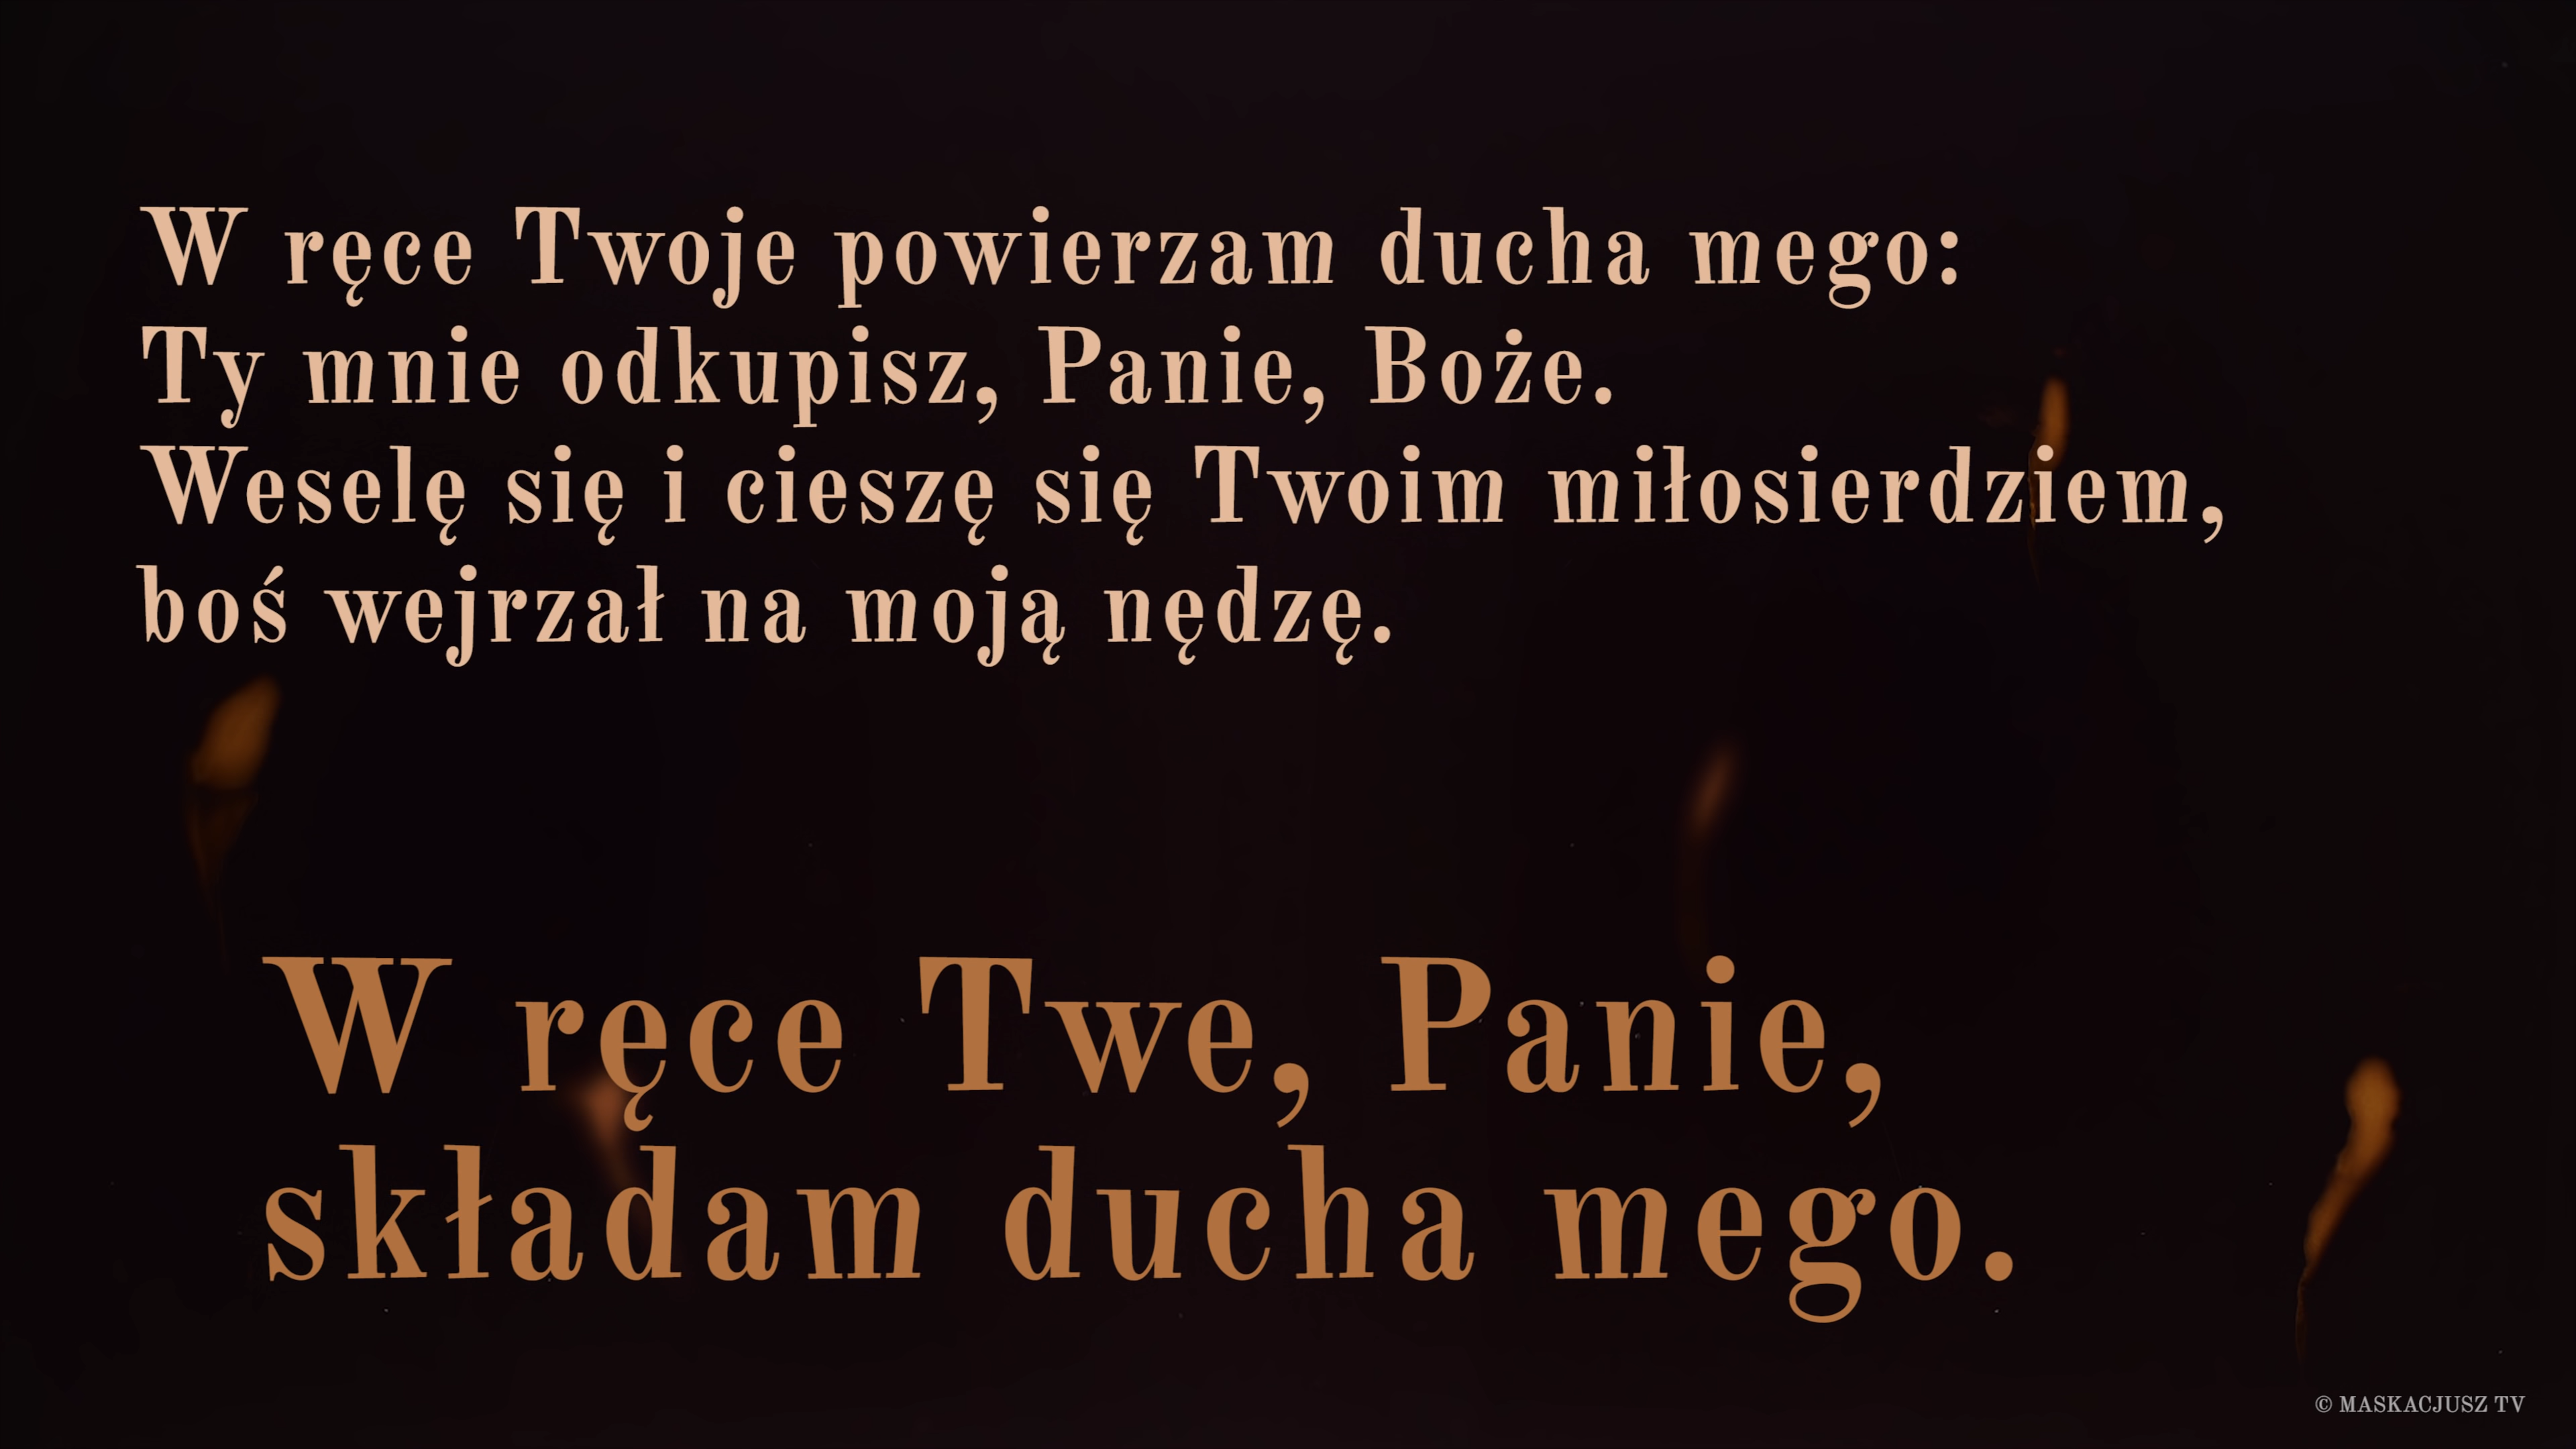 W ręce Twoje powierzam ducha mego:
Ty mnie odkupisz, Panie, Boże.
Weselę się i cieszę się Twoim miłosierdziem,
boś wejrzał na moją nędzę.
W ręce Twe, Panie,
składam ducha mego.
© MASKACJUSZ TV